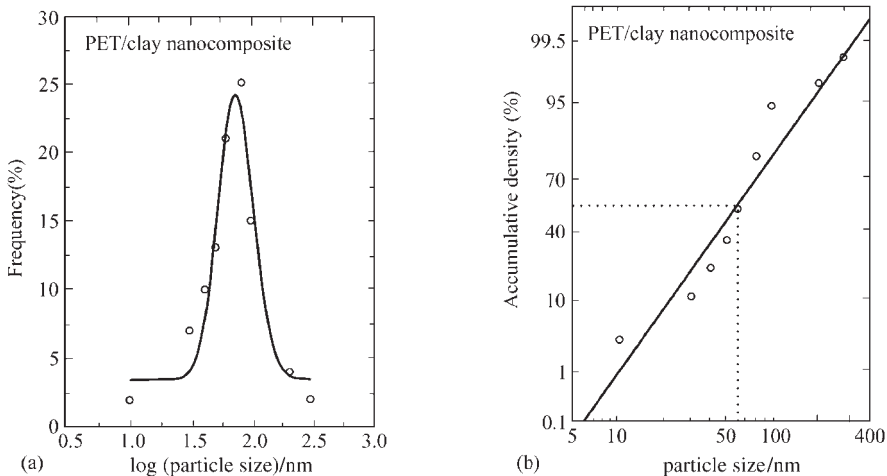 30
25
20
15
10
5
0
Frequency(%)
PET/clay nanocomposite
0.5 1.0 1.5 2.0 2.5 3.0
(a) log (particle size)/nm
99.5
95
70
40
10
1
0.1
Accumulative density (%)
PET/clay nanocomposite
5 10 50 100 400
(b) particle size/nm